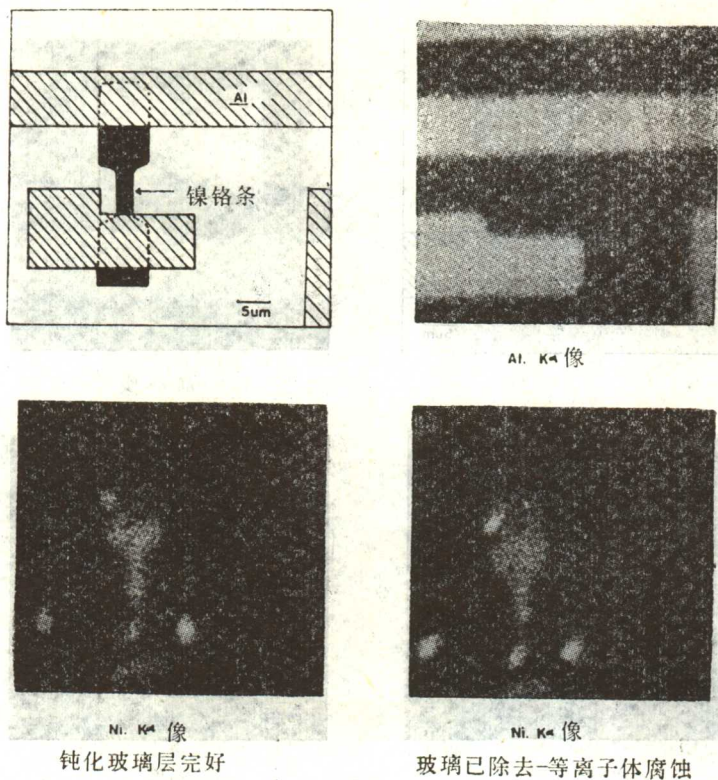 Al
镍铬条
5um
Al. Kα 像
Ni. Kα 像
钝化玻璃层完好
Ni. Kα 像
玻璃已除去-等离子体腐蚀